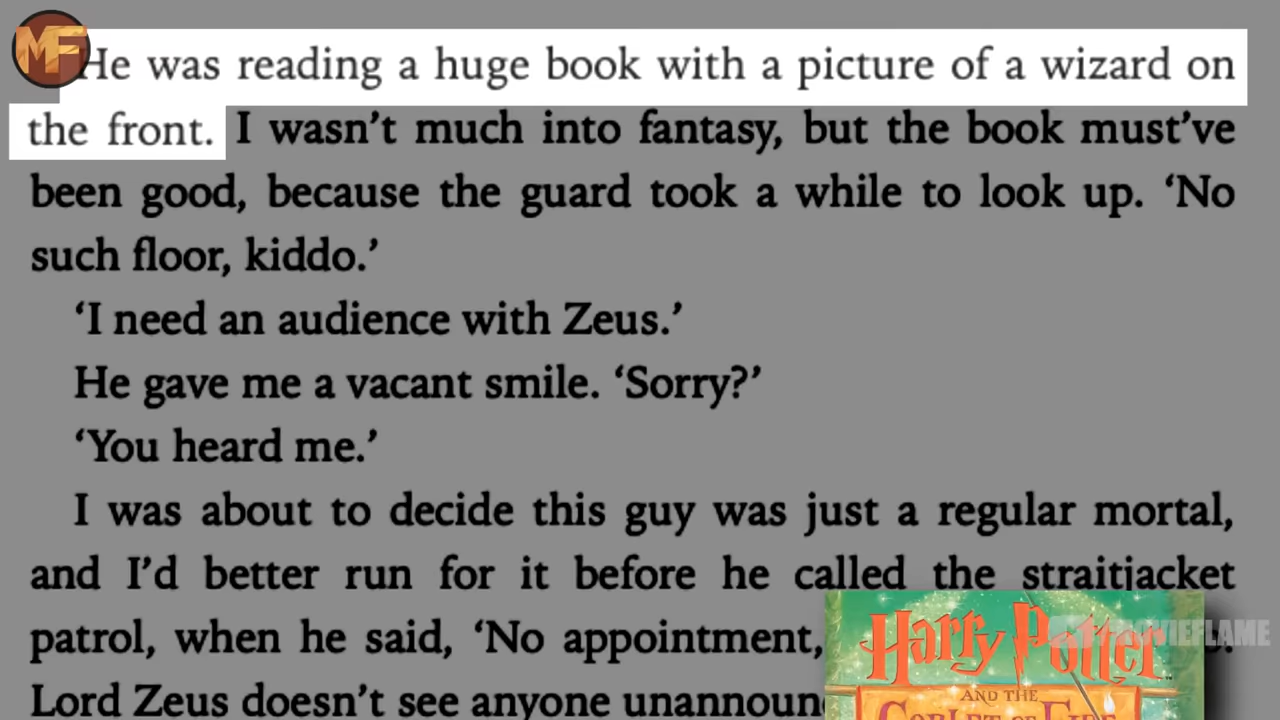 MF
He was reading a huge book with a picture of a wizard on
the front. I wasn't much into fantasy, but the book must've
been good, because the guard took a while to look up. ‘No
such floor, kiddo.’
‘I need an audience with Zeus.’
He gave me a vacant smile. ‘Sorry?’
‘You heard me.’
I was about to decide this guy was just a regular mortal,
and I'd better run for it before he called the straitjacket
patrol, when he said, ‘No appointment,
Lord Zeus doesn't see anyone
Harry Potter
MOVIEFLAME
AND THE
GOBLET OF FIRE